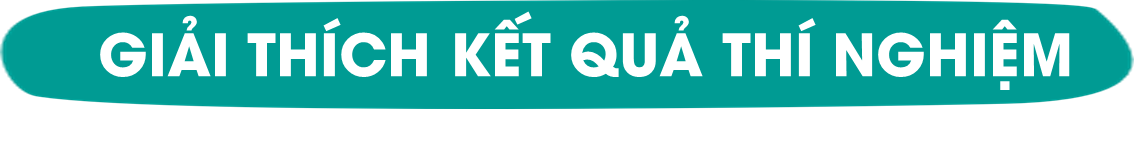 GIẢI THÍCH KẾT QUẢ THÍ NGHIỆM